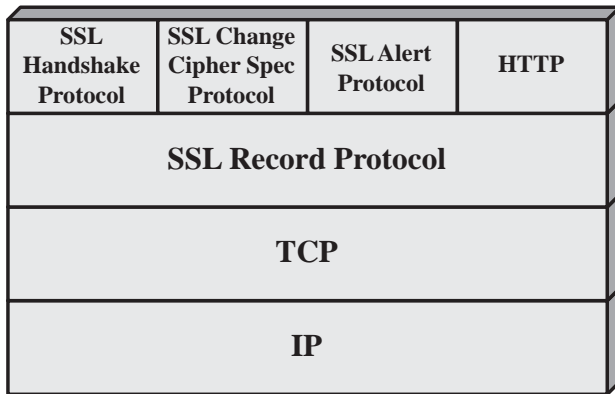 SSL
Handshake
Protocol
SSL Change
Cipher Spec
Protocol
SSL Alert
Protocol
HTTP
SSL Record Protocol
TCP
IP